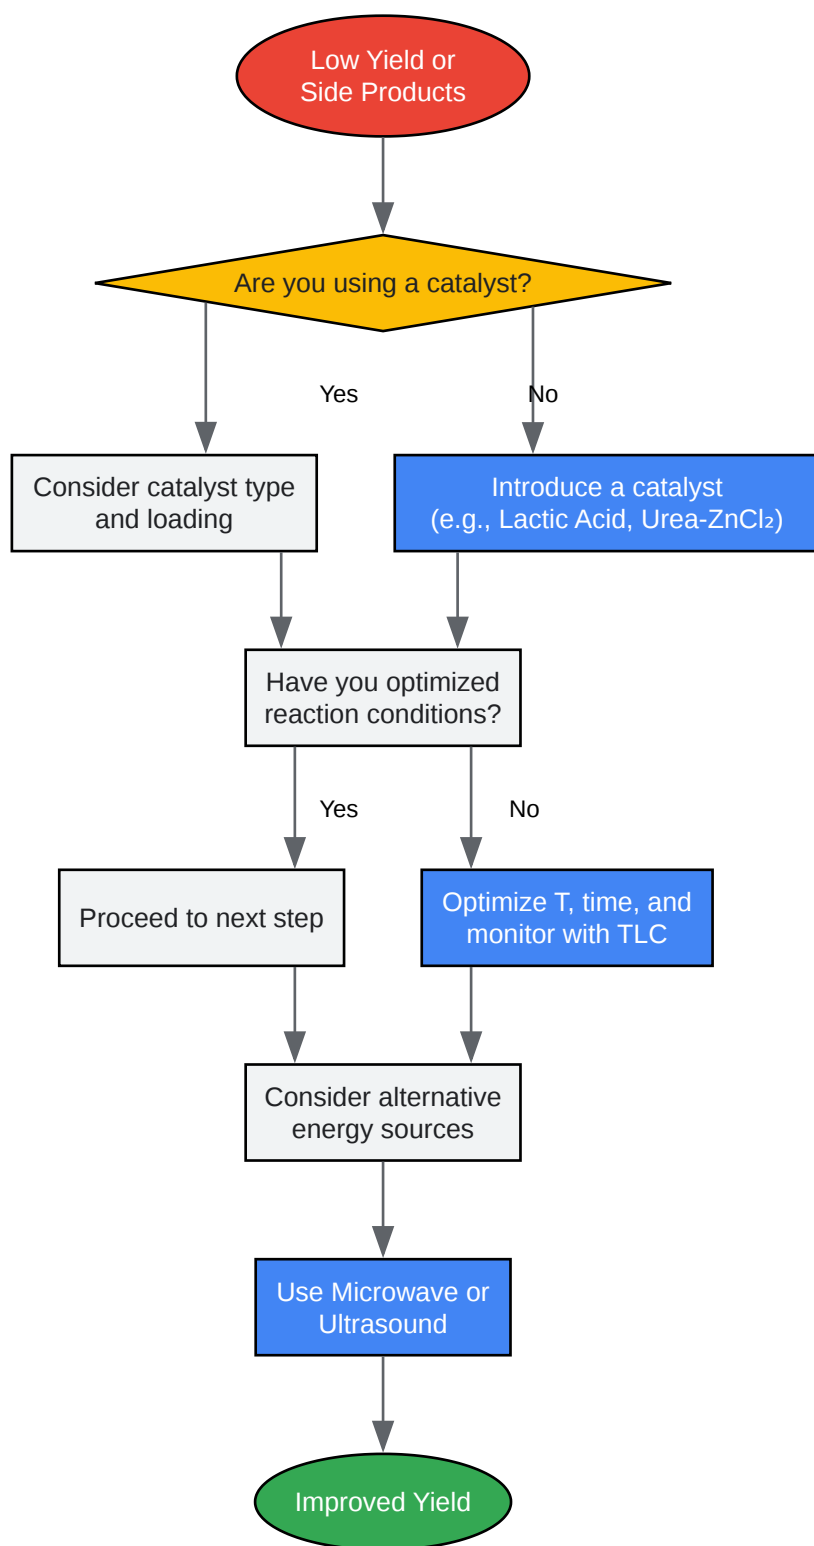 Low Yield or
Side Products
Are you using a catalyst?
Yes
No
Consider catalyst type
and loading
Introduce a catalyst
(e.g., Lactic Acid, Urea-ZnCl₂)
Have you optimized
reaction conditions?
Yes
No
Proceed to next step
Optimize T, time, and
monitor with TLC
Consider alternative
energy sources
Use Microwave or
Ultrasound
Improved Yield